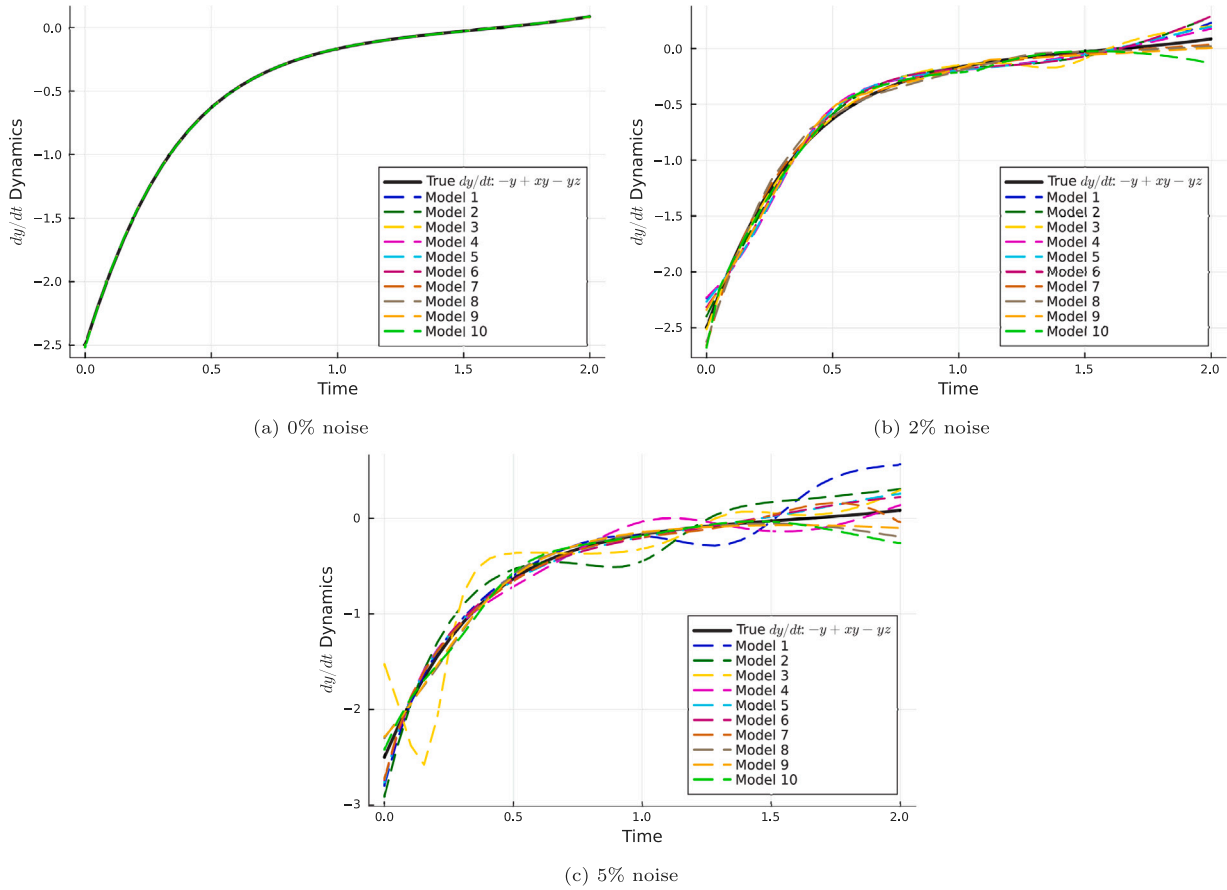 0.0
−0.5
−1.0
−1.5
−2.0
−2.5
dy/dt Dynamics
True dy/dt: −y + xy − yz
Model 1
Model 2
Model 3
Model 4
Model 5
Model 6
Model 7
Model 8
Model 9
Model 10
0.0 0.5 1.0 1.5 2.0
Time
(a) 0% noise
0.0
−0.5
−1.0
−1.5
−2.0
−2.5
dy/dt Dynamics
True dy/dt: −y + xy − yz
Model 1
Model 2
Model 3
Model 4
Model 5
Model 6
Model 7
Model 8
Model 9
Model 10
0.0 0.5 1.0 1.5 2.0
Time
(b) 2% noise
0
−1
−2
−3
dy/dt Dynamics
True dy/dt: −y + xy − yz
Model 1
Model 2
Model 3
Model 4
Model 5
Model 6
Model 7
Model 8
Model 9
Model 10
0.0 0.5 1.0 1.5 2.0
Time
(c) 5% noise